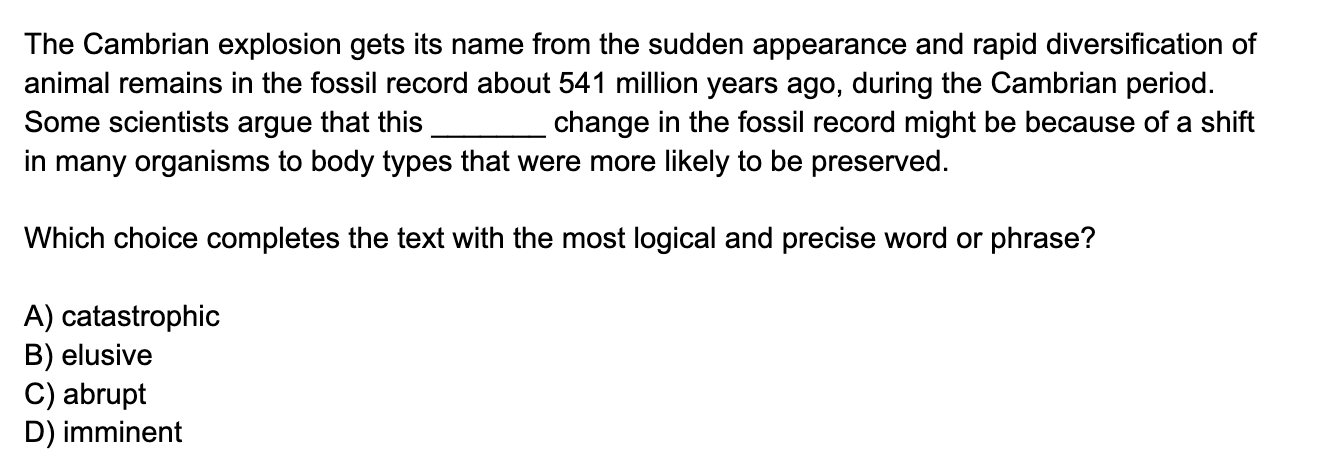 The Cambrian explosion gets its name from the sudden appearance and rapid diversification of
animal remains in the fossil record about 541 million years ago, during the Cambrian period.
Some scientists argue that this _______ change in the fossil record might be because of a shift
in many organisms to body types that were more likely to be preserved.
Which choice completes the text with the most logical and precise word or phrase?
A) catastrophic
B) elusive
C) abrupt
D) imminent